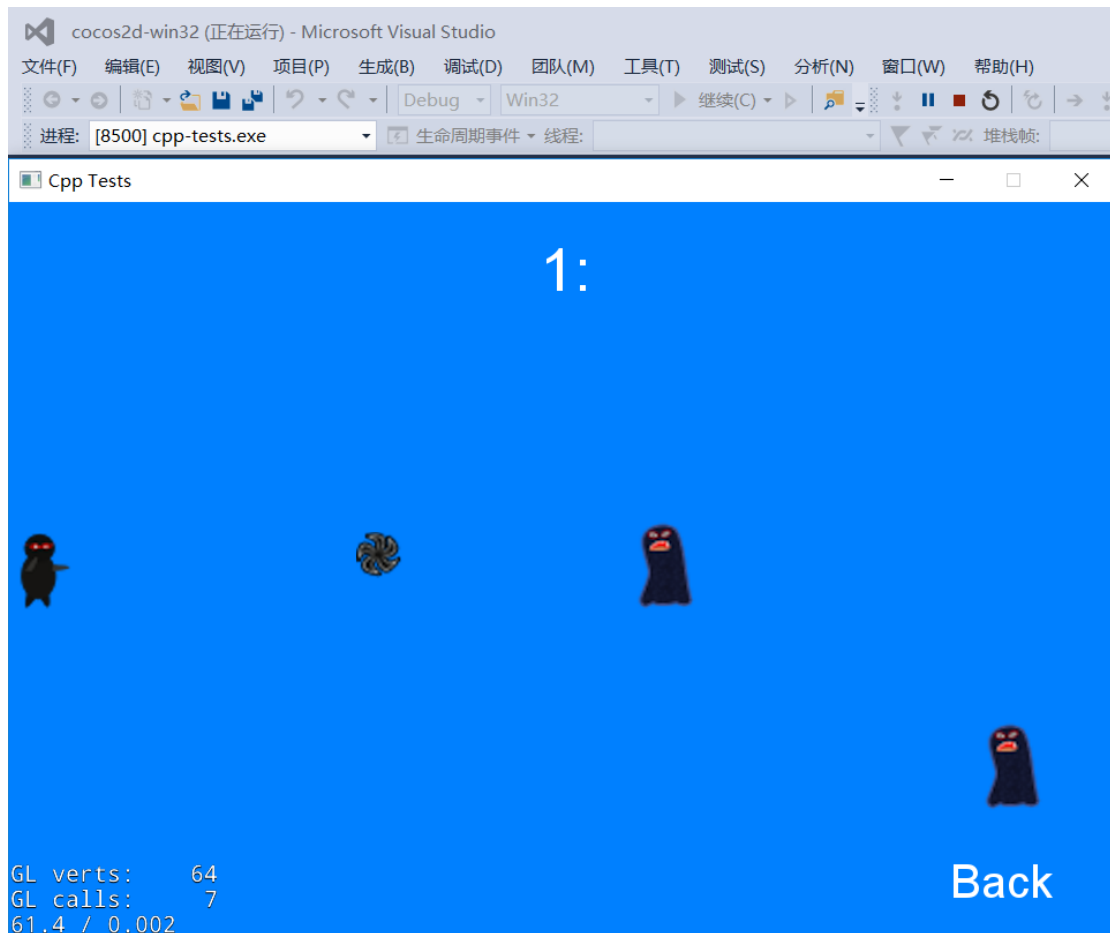 cocos2d-win32 (正在运行) - Microsoft Visual Studio
文件(F) 编辑(E) 视图(V) 项目(P) 生成(B) 调试(D) 团队(M) 工具(T) 测试(S) 分析(N) 窗口(W) 帮助(H)
Debug Win32 继续(C)
进程: [8500] cpp-tests.exe 生命周期事件 线程: 堆栈帧:
Cpp Tests
1:
GL verts: 64
GL calls: 7
61.4 / 0.002
Back